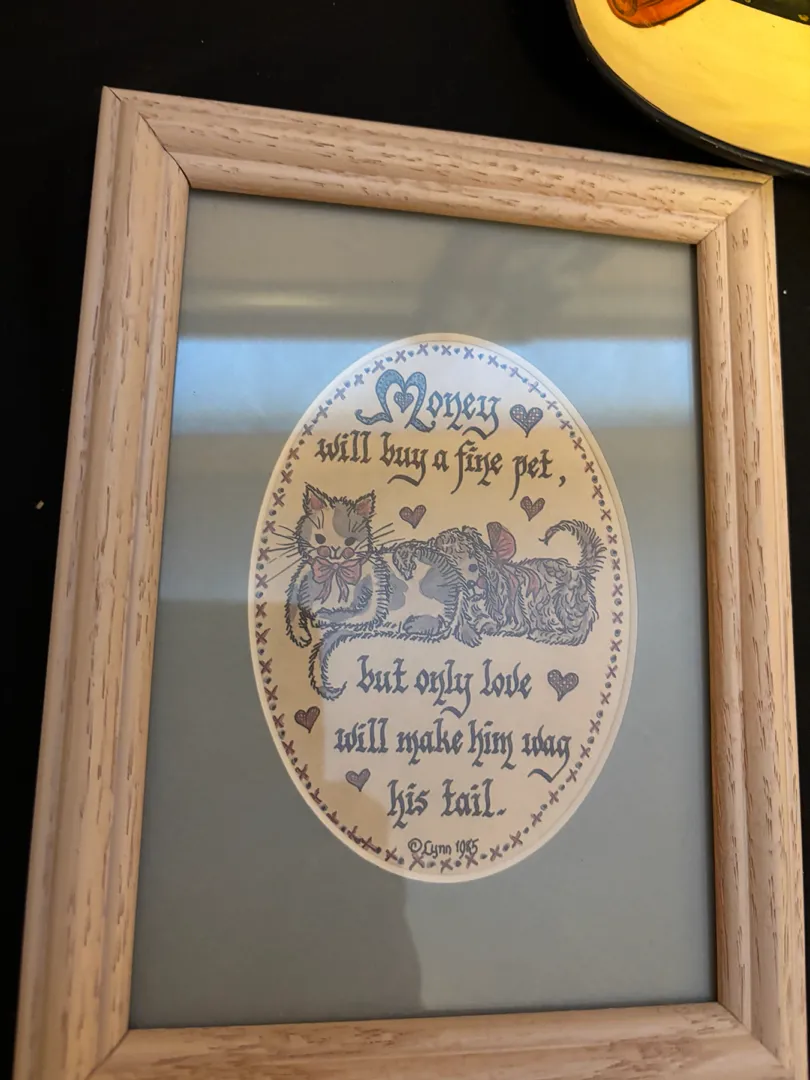 Money
will buy a fine pet,
but only love
will make him wag
his tail.
©Lynn 1985